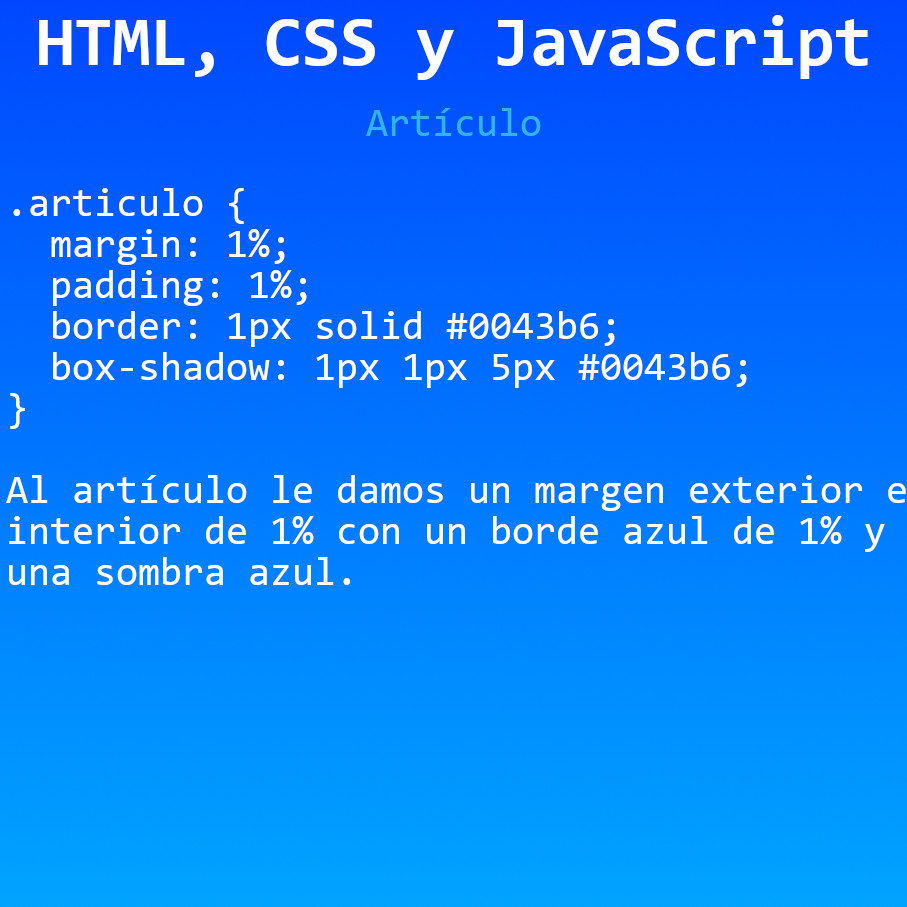 HTML, CSS y JavaScript
Artículo
.articulo {
  margin: 1%;
  padding: 1%;
  border: 1px solid #0043b6;
  box-shadow: 1px 1px 5px #0043b6;
}
Al artículo le damos un margen exterior e
interior de 1% con un borde azul de 1% y
una sombra azul.